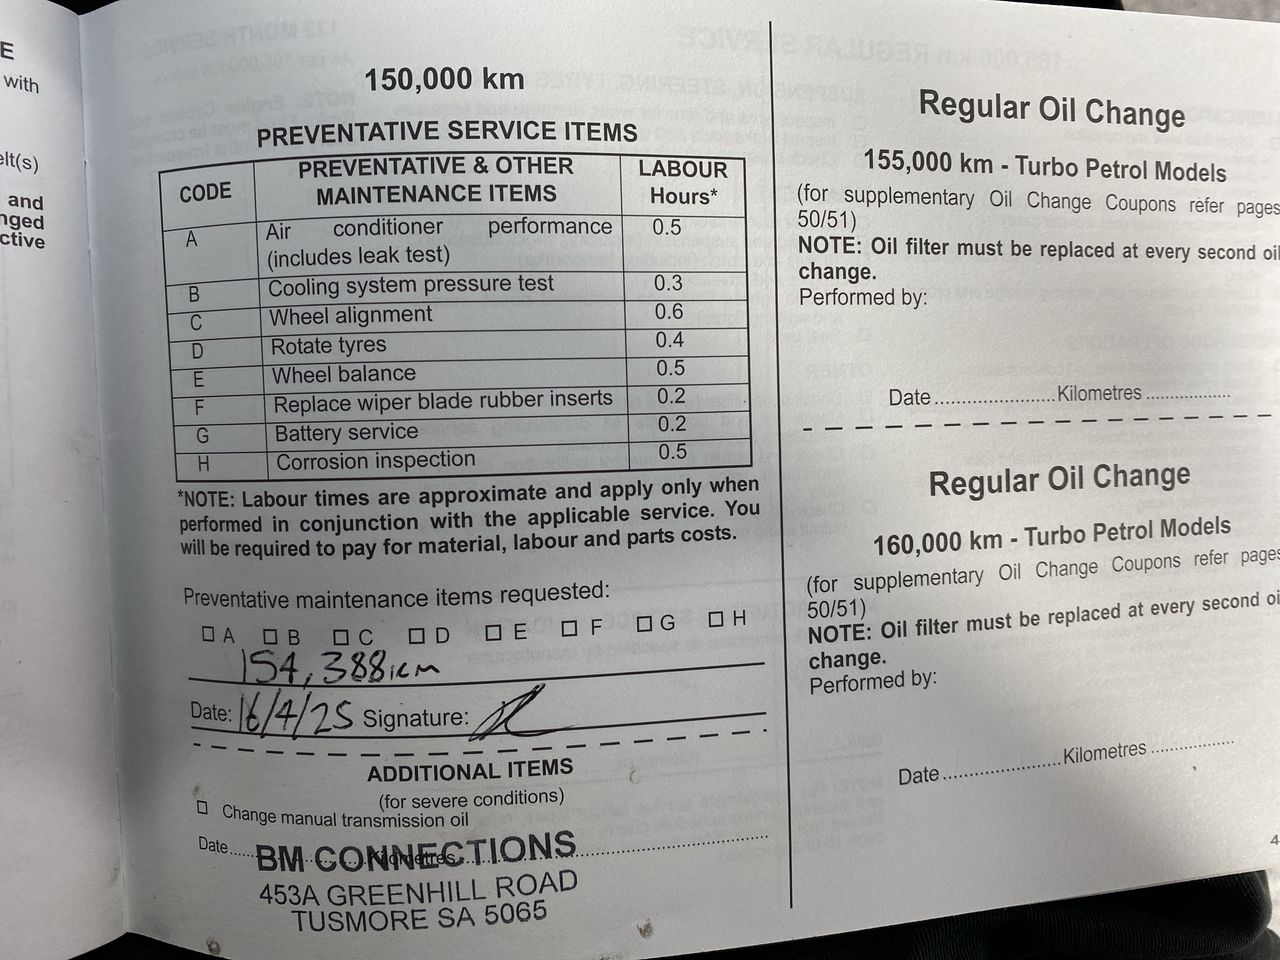 E
with
elt(s)
and
nged
ctive
150,000 km
PREVENTATIVE SERVICE ITEMS
CODE PREVENTATIVE & OTHER MAINTENANCE ITEMS LABOUR Hours*
A Air conditioner performance (includes leak test) 0.5
B Cooling system pressure test 0.3
C Wheel alignment 0.6
D Rotate tyres 0.4
E Wheel balance 0.5
F Replace wiper blade rubber inserts 0.2
G Battery service 0.2
H Corrosion inspection 0.5
*NOTE: Labour times are approximate and apply only when
performed in conjunction with the applicable service. You
will be required to pay for material, labour and parts costs.
Preventative maintenance items requested:
☐ A ☐ B ☐ C ☐ D ☐ E ☐ F ☐ G ☐ H
154,388km
Date: 16/4/25 Signature:
ADDITIONAL ITEMS
(for severe conditions)
☐ Change manual transmission oil
Date.....Kilometres.....
BM CONNECTIONS
453A GREENHILL ROAD
TUSMORE SA 5065
Regular Oil Change
155,000 km - Turbo Petrol Models
(for supplementary Oil Change Coupons refer pages
50/51)
NOTE: Oil filter must be replaced at every second oil
change.
Performed by:
Date......................Kilometres.................
Regular Oil Change
160,000 km - Turbo Petrol Models
(for supplementary Oil Change Coupons refer pages
50/51)
NOTE: Oil filter must be replaced at every second oi
change.
Performed by:
Date......................Kilometres.................
4